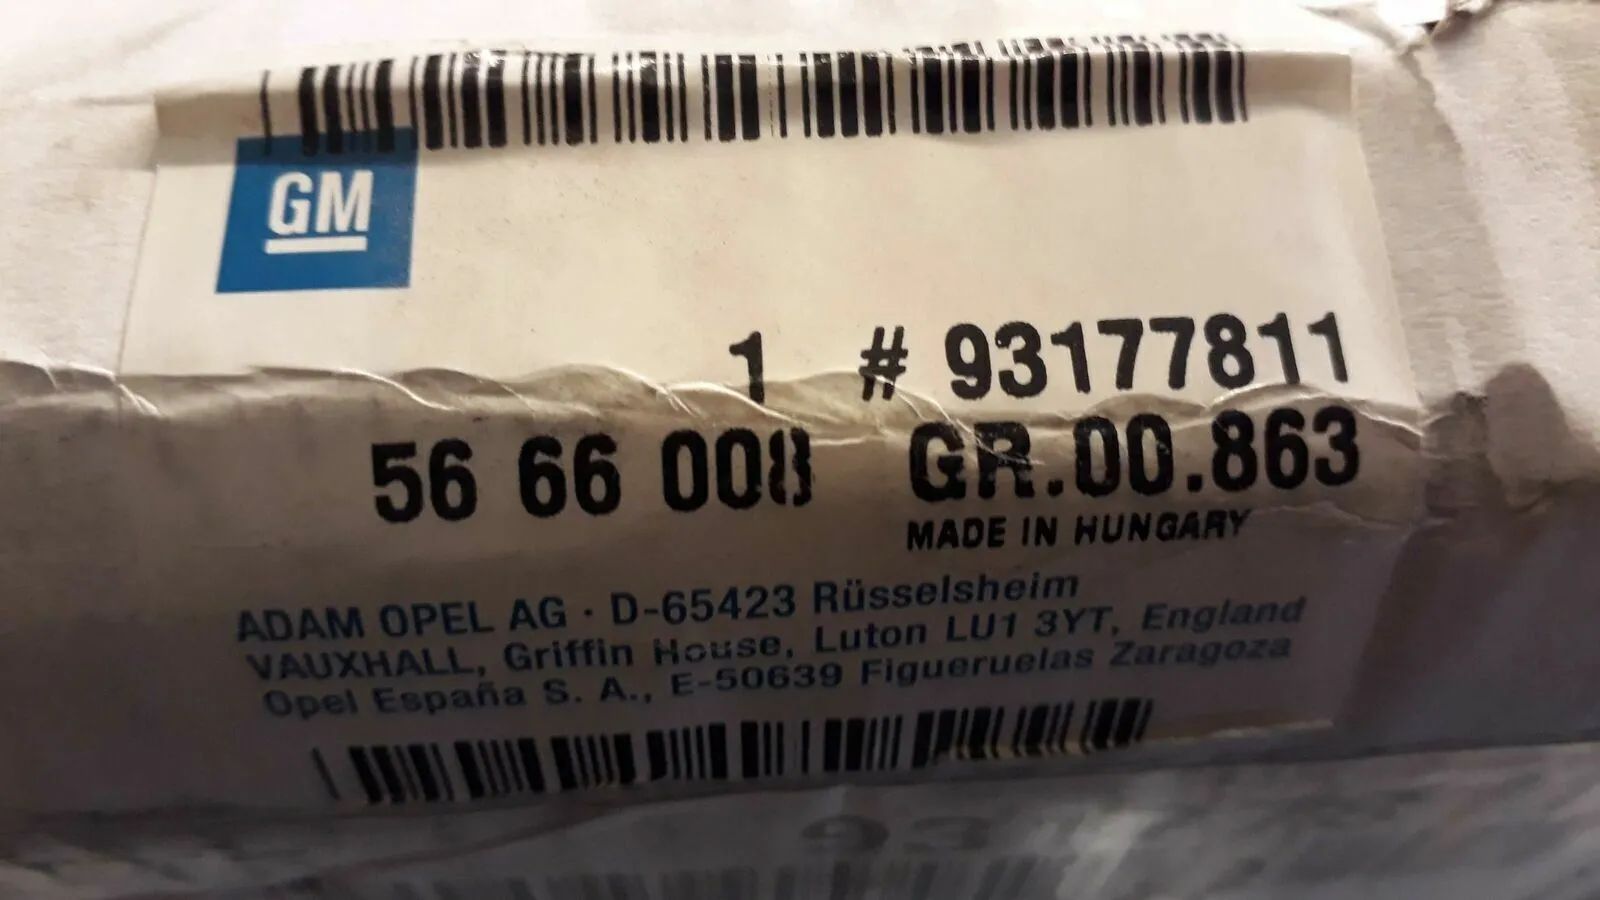 GM
1 # 93177811
56 66 008 GR.00.863
MADE IN HUNGARY
ADAM OPEL AG · D-65423 Rüsselsheim
VAUXHALL, Griffin House, Luton LU1 3YT, England
Opel España S. A., E-50639 Figueruelas Zaragoza